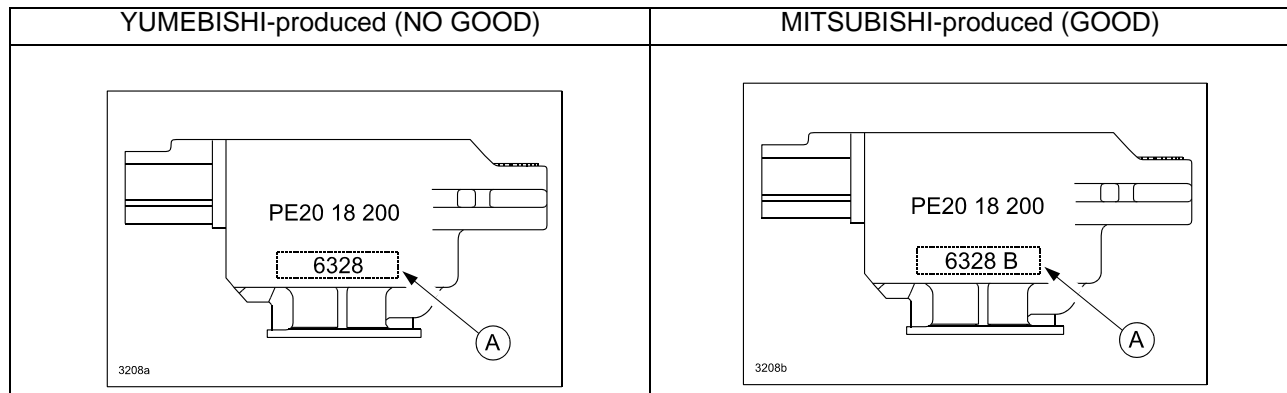 YUMEBISHI-produced (NO GOOD)
MITSUBISHI-produced (GOOD)
PE20 18 200
6328
A
3208a
PE20 18 200
6328 B
A
3208b